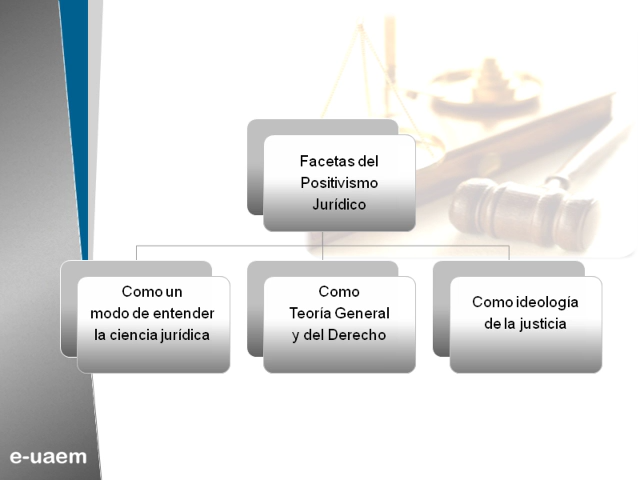 Facetas del
Positivismo
Jurídico
Como un
modo de entender
la ciencia jurídica
Como
Teoría General
y del Derecho
Como ideología
de la justicia
e-uaem